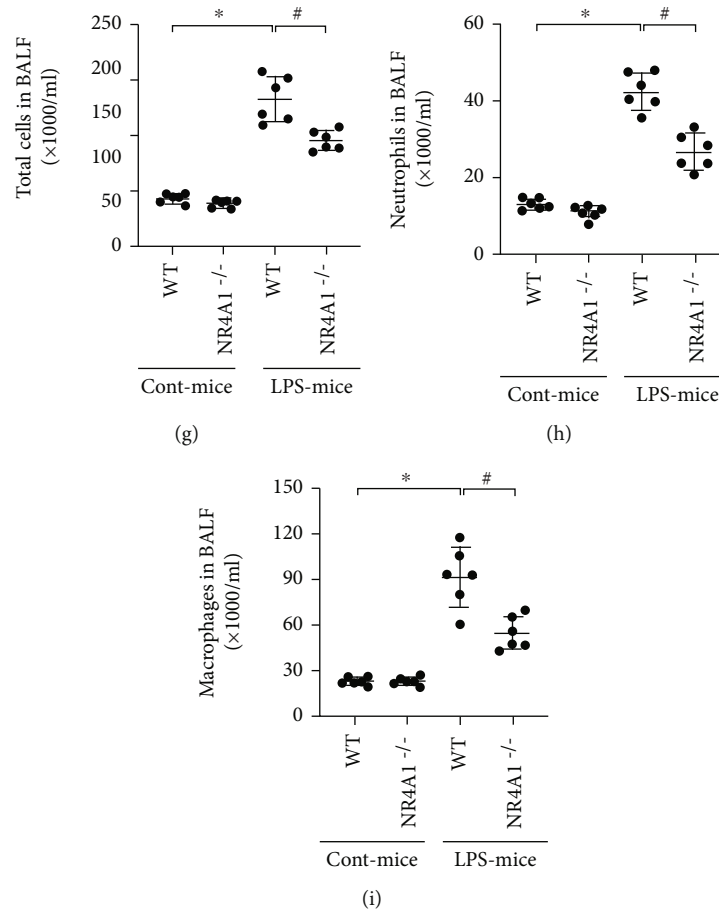 Total cells in BALF
(×1000/ml)
250
200
150
100
50
0
*
#
WT
NR4A1 -/-
WT
NR4A1 -/-
Cont-mice
LPS-mice
(g)
Neutrophils in BALF
(×1000/ml)
60
40
20
0
*
#
WT
NR4A1 -/-
WT
NR4A1 -/-
Cont-mice
LPS-mice
(h)
Macrophages in BALF
(×1000/ml)
150
120
90
60
30
0
*
#
WT
NR4A1 -/-
WT
NR4A1 -/-
Cont-mice
LPS-mice
(i)